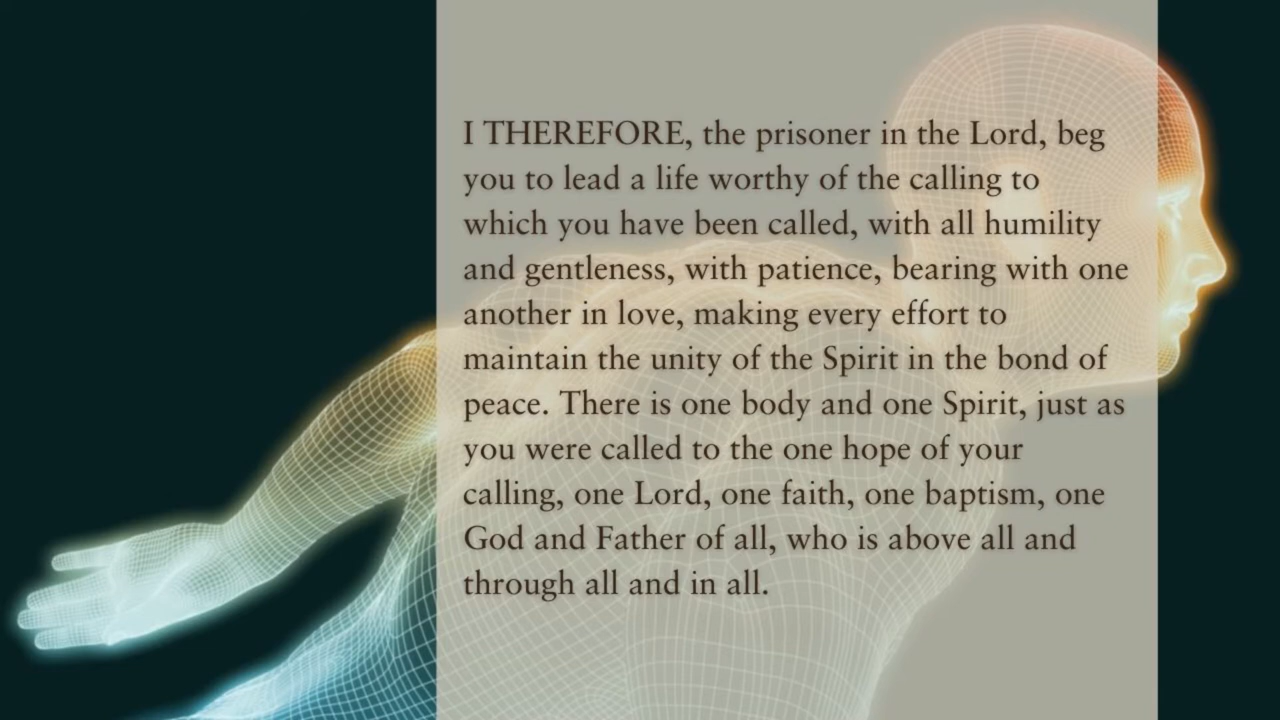 I THEREFORE, the prisoner in the Lord, beg
you to lead a life worthy of the calling to
which you have been called, with all humility
and gentleness, with patience, bearing with one
another in love, making every effort to
maintain the unity of the Spirit in the bond of
peace. There is one body and one Spirit, just as
you were called to the one hope of your
calling, one Lord, one faith, one baptism, one
God and Father of all, who is above all and
through all and in all.